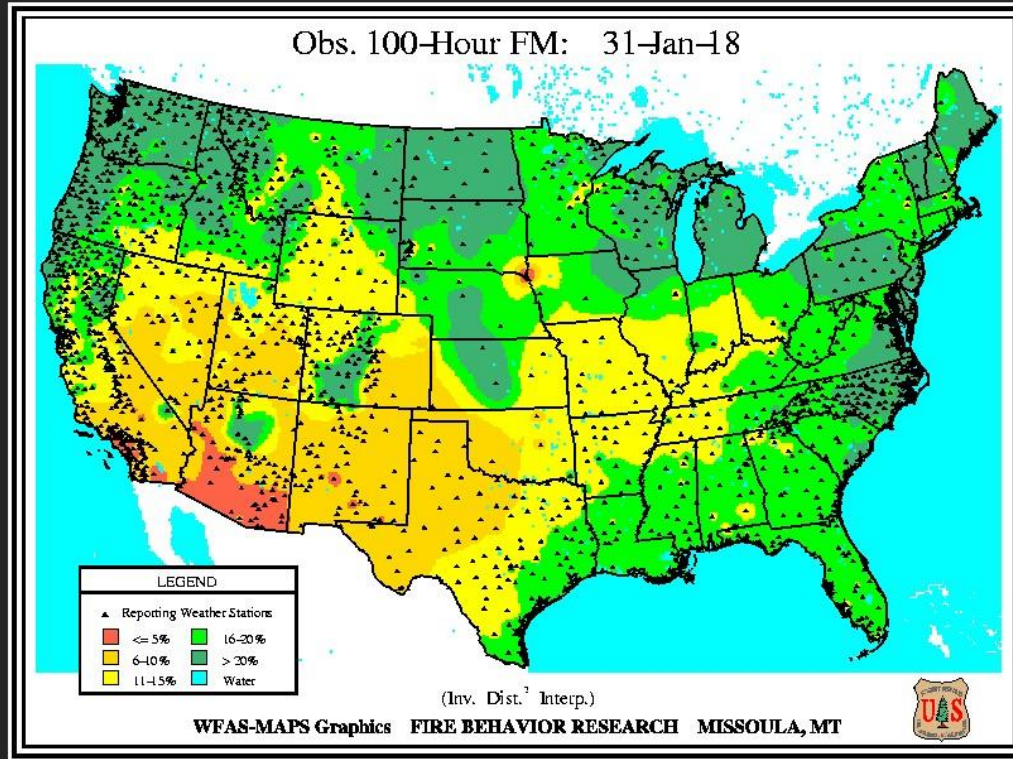 Obs. 100-Hour FM: 31-Jan-18
LEGEND
Reporting Weather Stations
<= 5% 16-20%
6-10% > 20%
11-15% Water
(Inv. Dist.² Interp.)
WFAS-MAPS Graphics FIRE BEHAVIOR RESEARCH MISSOULA, MT
U S